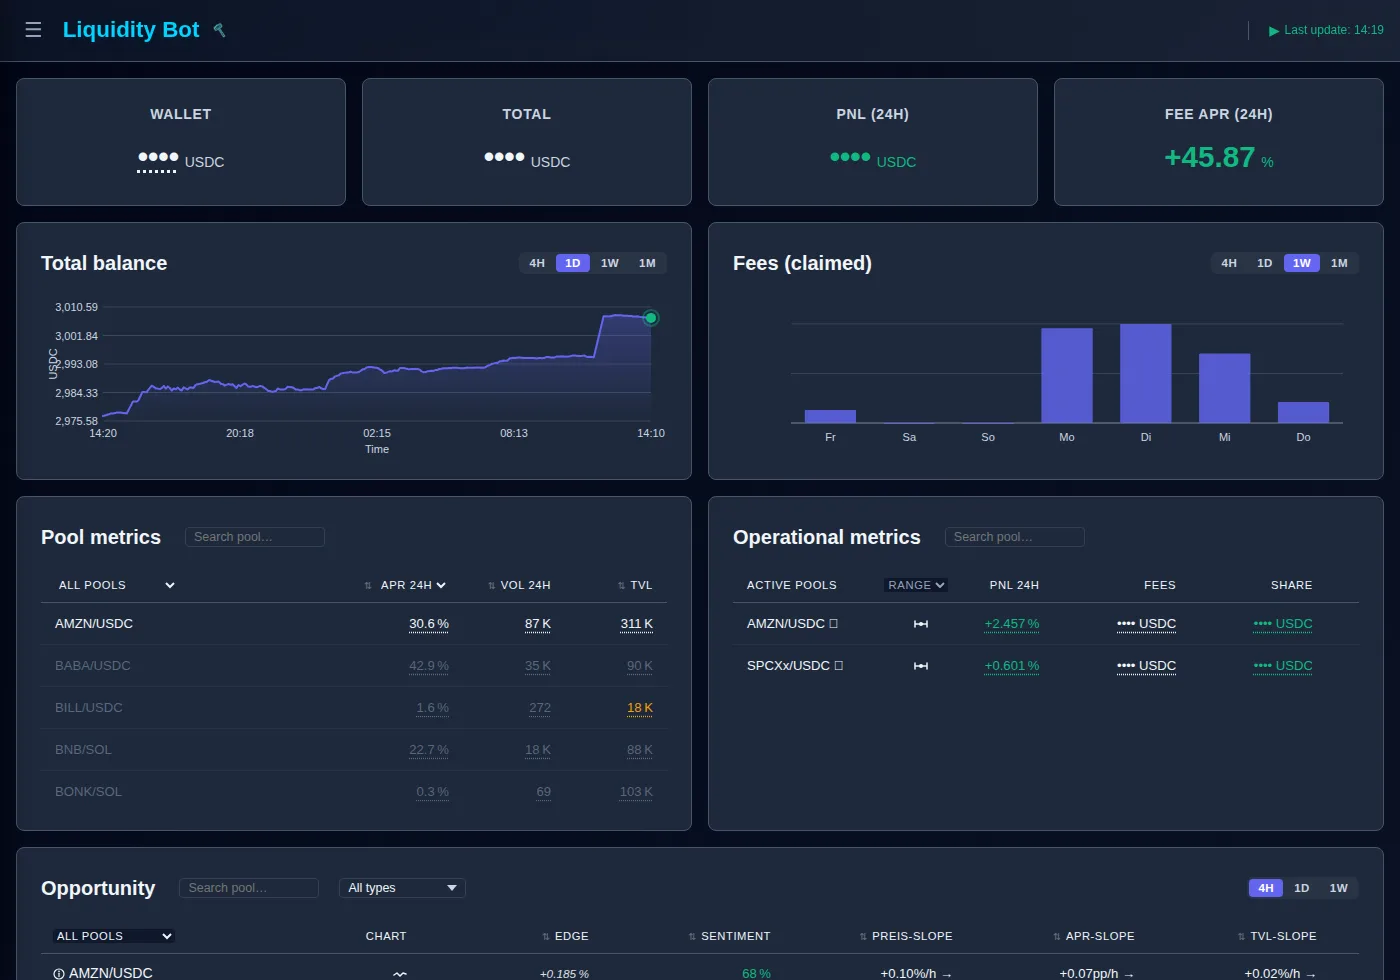 ☰ Liquidity Bot
▶ Last update: 14:19
WALLET
•••• USDC
TOTAL
•••• USDC
PNL (24H)
•••• USDC
FEE APR (24H)
+45.87 %
Total balance
4H 1D 1W 1M
3,010.59
3,001.84
2,993.08
2,984.33
2,975.58
USDC
14:20 20:18 02:15 08:13 14:10
Time
Fees (claimed)
4H 1D 1W 1M
Fr Sa So Mo Di Mi Do
Pool metrics Search pool…
ALL POOLS ⇅ APR 24H ⇅ VOL 24H ⇅ TVL
AMZN/USDC 30.6 % 87 K 311 K
BABA/USDC 42.9 % 35 K 90 K
BILL/USDC 1.6 % 272 18 K
BNB/SOL 22.7 % 18 K 88 K
BONK/SOL 0.3 % 69 103 K
Operational metrics Search pool…
ACTIVE POOLS RANGE PNL 24H FEES SHARE
AMZN/USDC +2.457 % •••• USDC •••• USDC
SPCXx/USDC +0.601 % •••• USDC •••• USDC
Opportunity Search pool… All types
4H 1D 1W
ALL POOLS CHART ⇅ EDGE ⇅ SENTIMENT ⇅ PREIS-SLOPE ⇅ APR-SLOPE ⇅ TVL-SLOPE
AMZN/USDC +0.185 % 68 % +0.10%/h → +0.07pp/h → +0.02%/h →